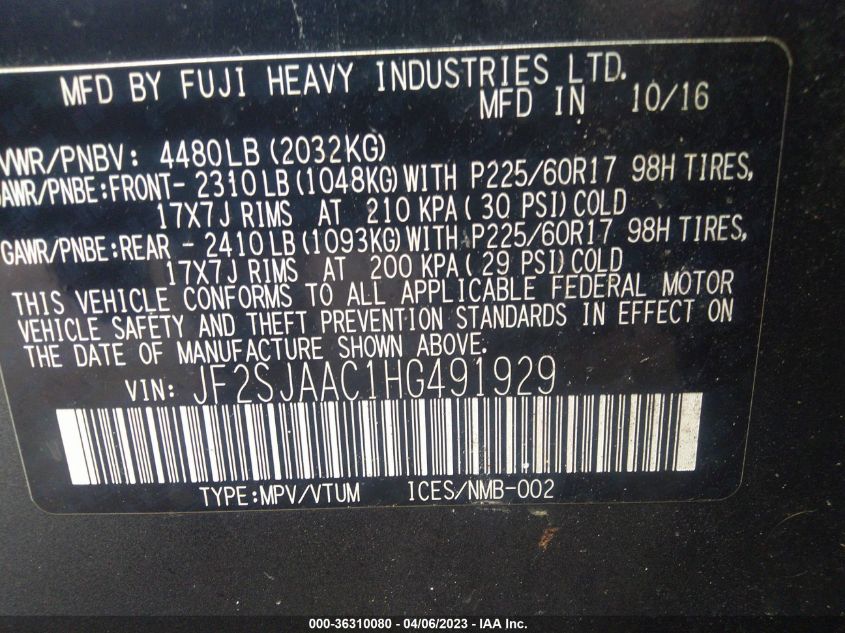 MFD BY FUJI HEAVY INDUSTRIES LTD.
MFD IN 10/16
VWR/PNBV: 4480LB (2032KG)
AWR/PNBE:FRONT- 2310LB (1048KG) WITH P225/60R17 98H TIRES,
17X7J RIMS AT 210 KPA( 30 PSI) COLD
GAWR/PNBE:REAR - 2410LB (1093KG) WITH P225/60R17 98H TIRES,
17X7J RIMS AT 200 KPA( 29 PSI) COLD
THIS VEHICLE CONFORMS TO ALL APPLICABLE FEDERAL MOTOR
VEHICLE SAFETY AND THEFT PREVENTION STANDARDS IN EFFECT ON
THE DATE OF MANUFACTURE SHOWN ABOVE.
VIN: JF2SJAAC1HG491929
TYPE:MPV/VTUM ICES/NMB-002
000-36310080 - 04/06/2023 - IAA Inc.